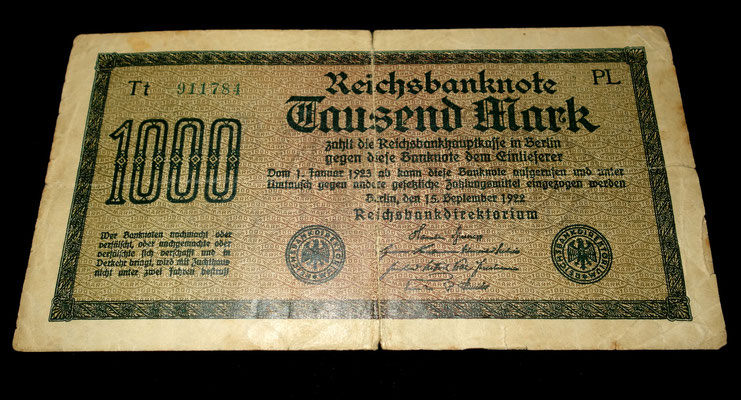 Tt 911784
PL
Reichsbanknote
Tausend Mark
zahlt die Reichsbankhauptkasse in Berlin
gegen diese Banknote dem Einlieferer
Vom 1. Januar 1923 ab kann diese Banknote aufgerufen und unter
Umtausch gegen andere gesetzliche Zahlungsmittel eingezogen werden
Berlin, den 15. September 1922
Reichsbankdirektorium
1000
Wer Banknoten nachmacht oder
verfälscht, oder nachgemachte oder
verfälschte sich verschafft und in
Verkehr bringt, wird mit Zuchthaus
nicht unter zwei Jahren bestraft